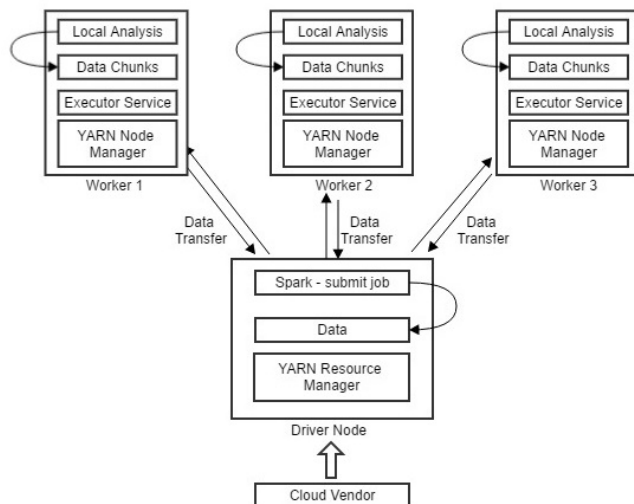 Local Analysis
Data Chunks
Executor Service
YARN Node
Manager
Worker 1
Local Analysis
Data Chunks
Executor Service
YARN Node
Manager
Worker 2
Local Analysis
Data Chunks
Executor Service
YARN Node
Manager
Worker 3
Data
Transfer
Data
Transfer
Data
Transfer
Spark - submit job
Data
YARN Resource
Manager
Driver Node
Cloud Vendor